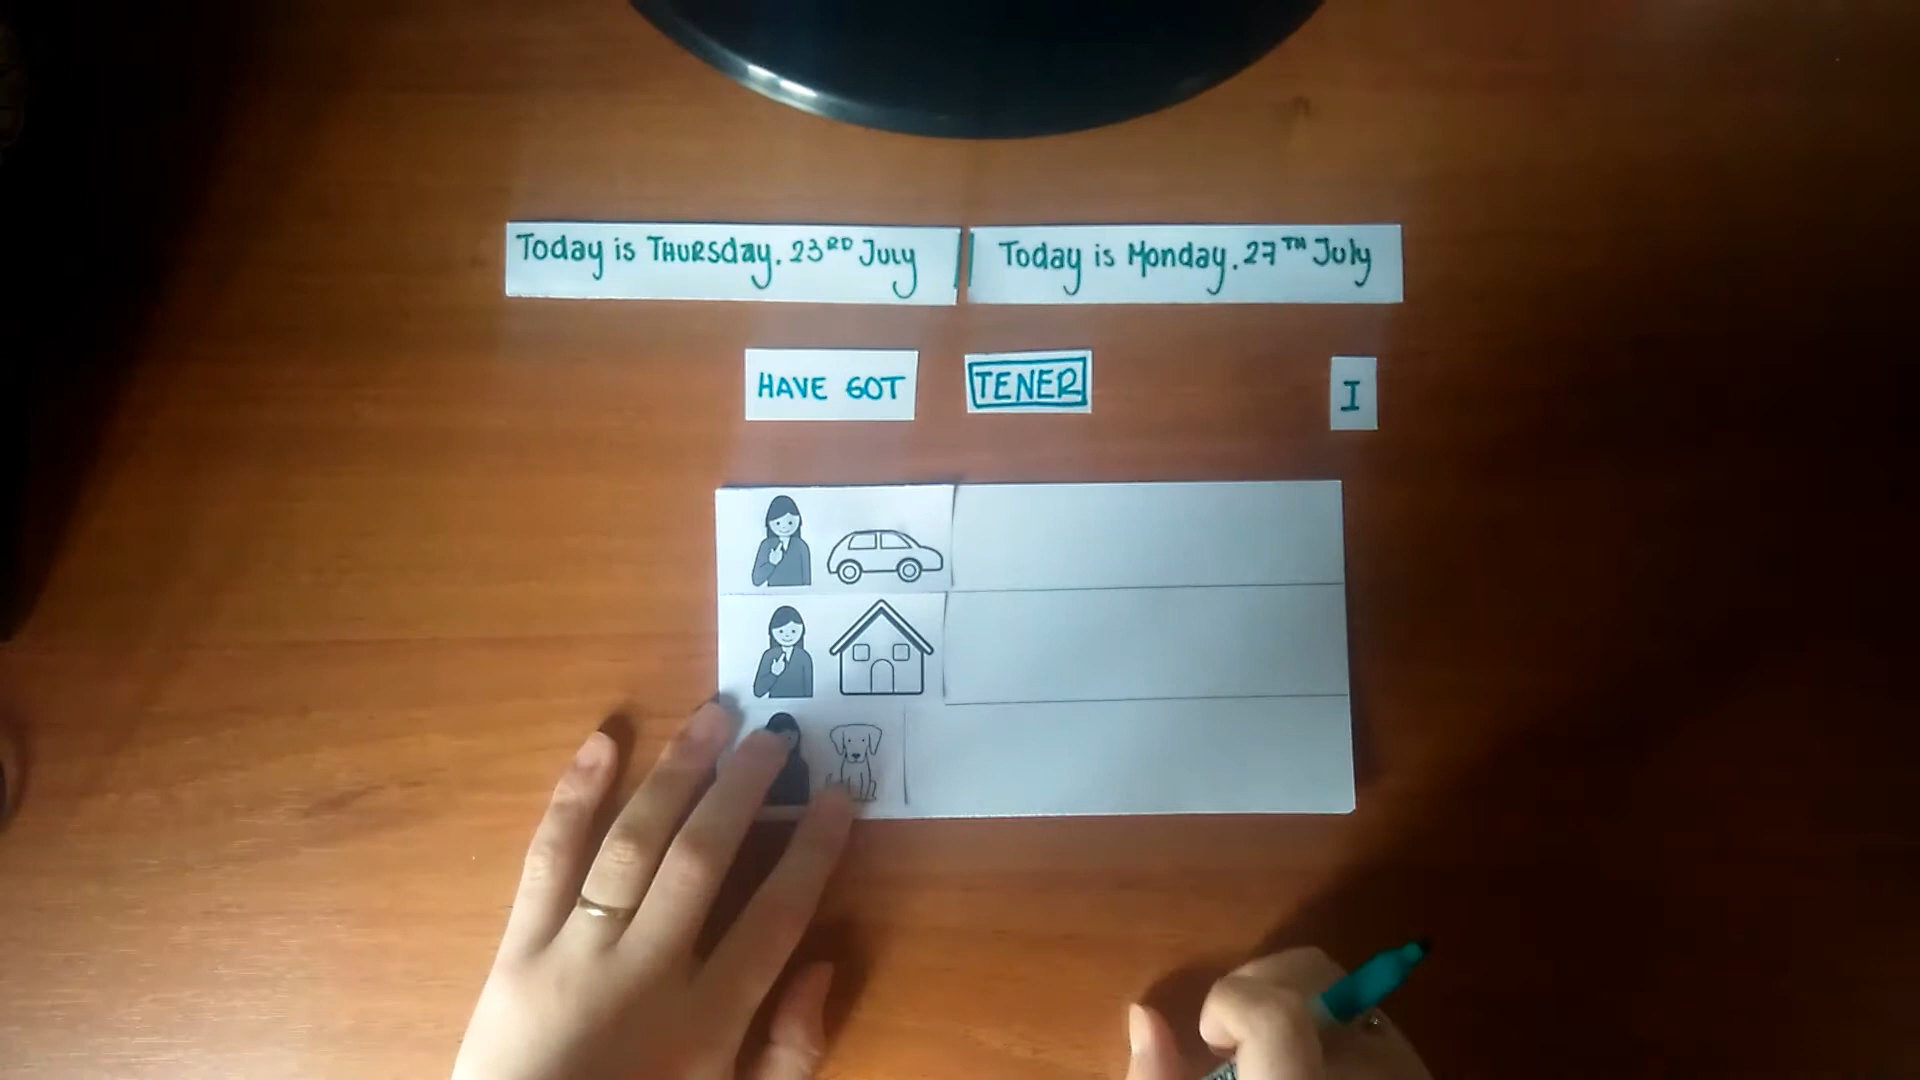 Today is Thursday. 23RD July
Today is Monday. 27TH July
HAVE GOT
TENER
I